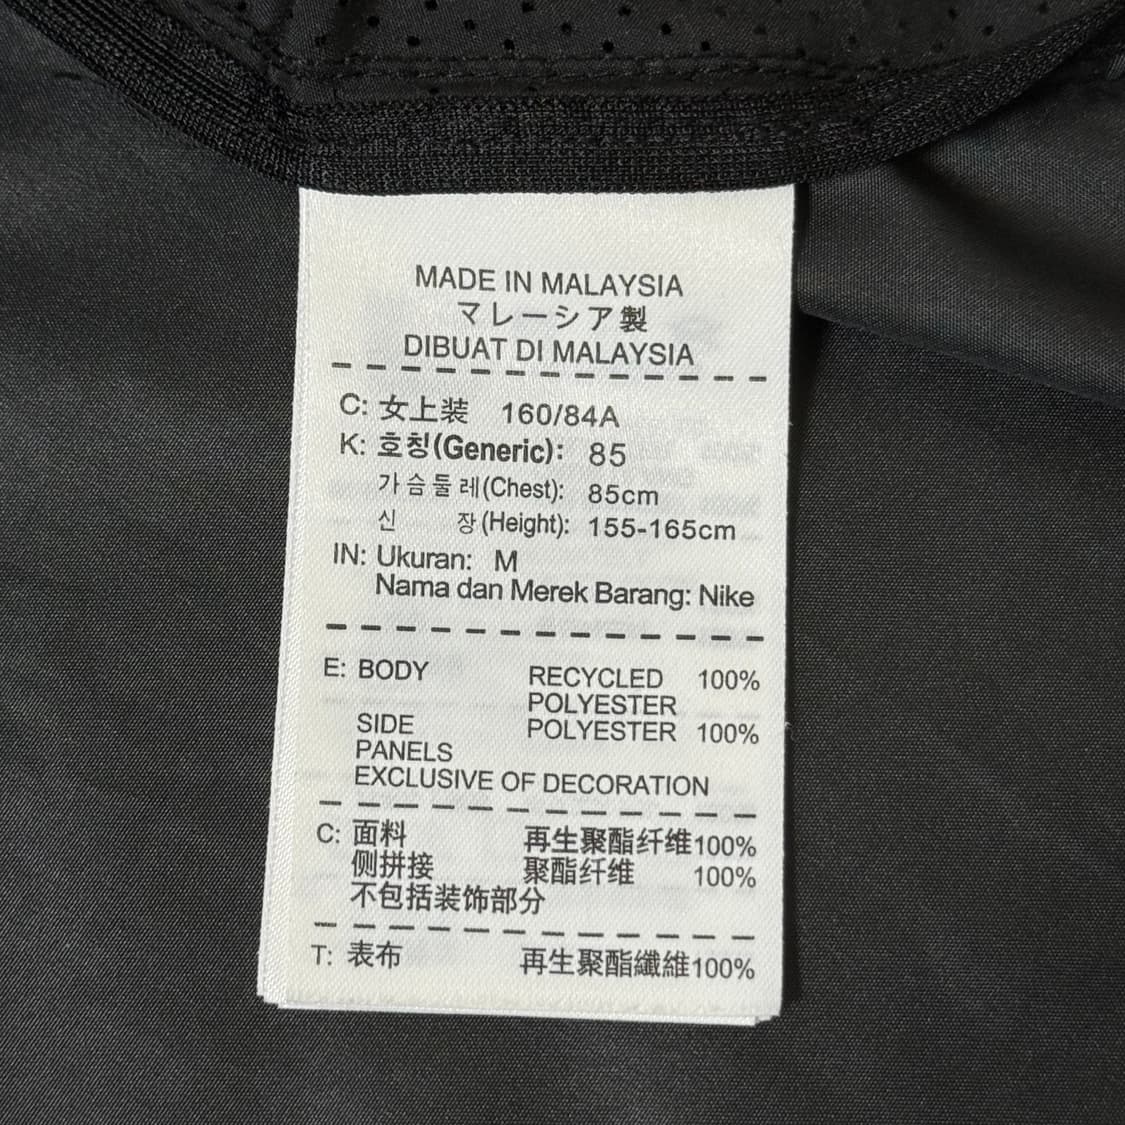 MADE IN MALAYSIA
マレーシア製
DIBUAT DI MALAYSIA
C: 女上装 160/84A
K: 호칭(Generic): 85
가슴둘레(Chest): 85cm
신 장(Height): 155-165cm
IN: Ukuran: M
Nama dan Merek Barang: Nike
E: BODY RECYCLED 100%
POLYESTER
SIDE POLYESTER 100%
PANELS
EXCLUSIVE OF DECORATION
C: 面料 再生聚酯纤维100%
侧拼接 聚酯纤维 100%
不包括装饰部分
T: 表布 再生聚酯纖維100%